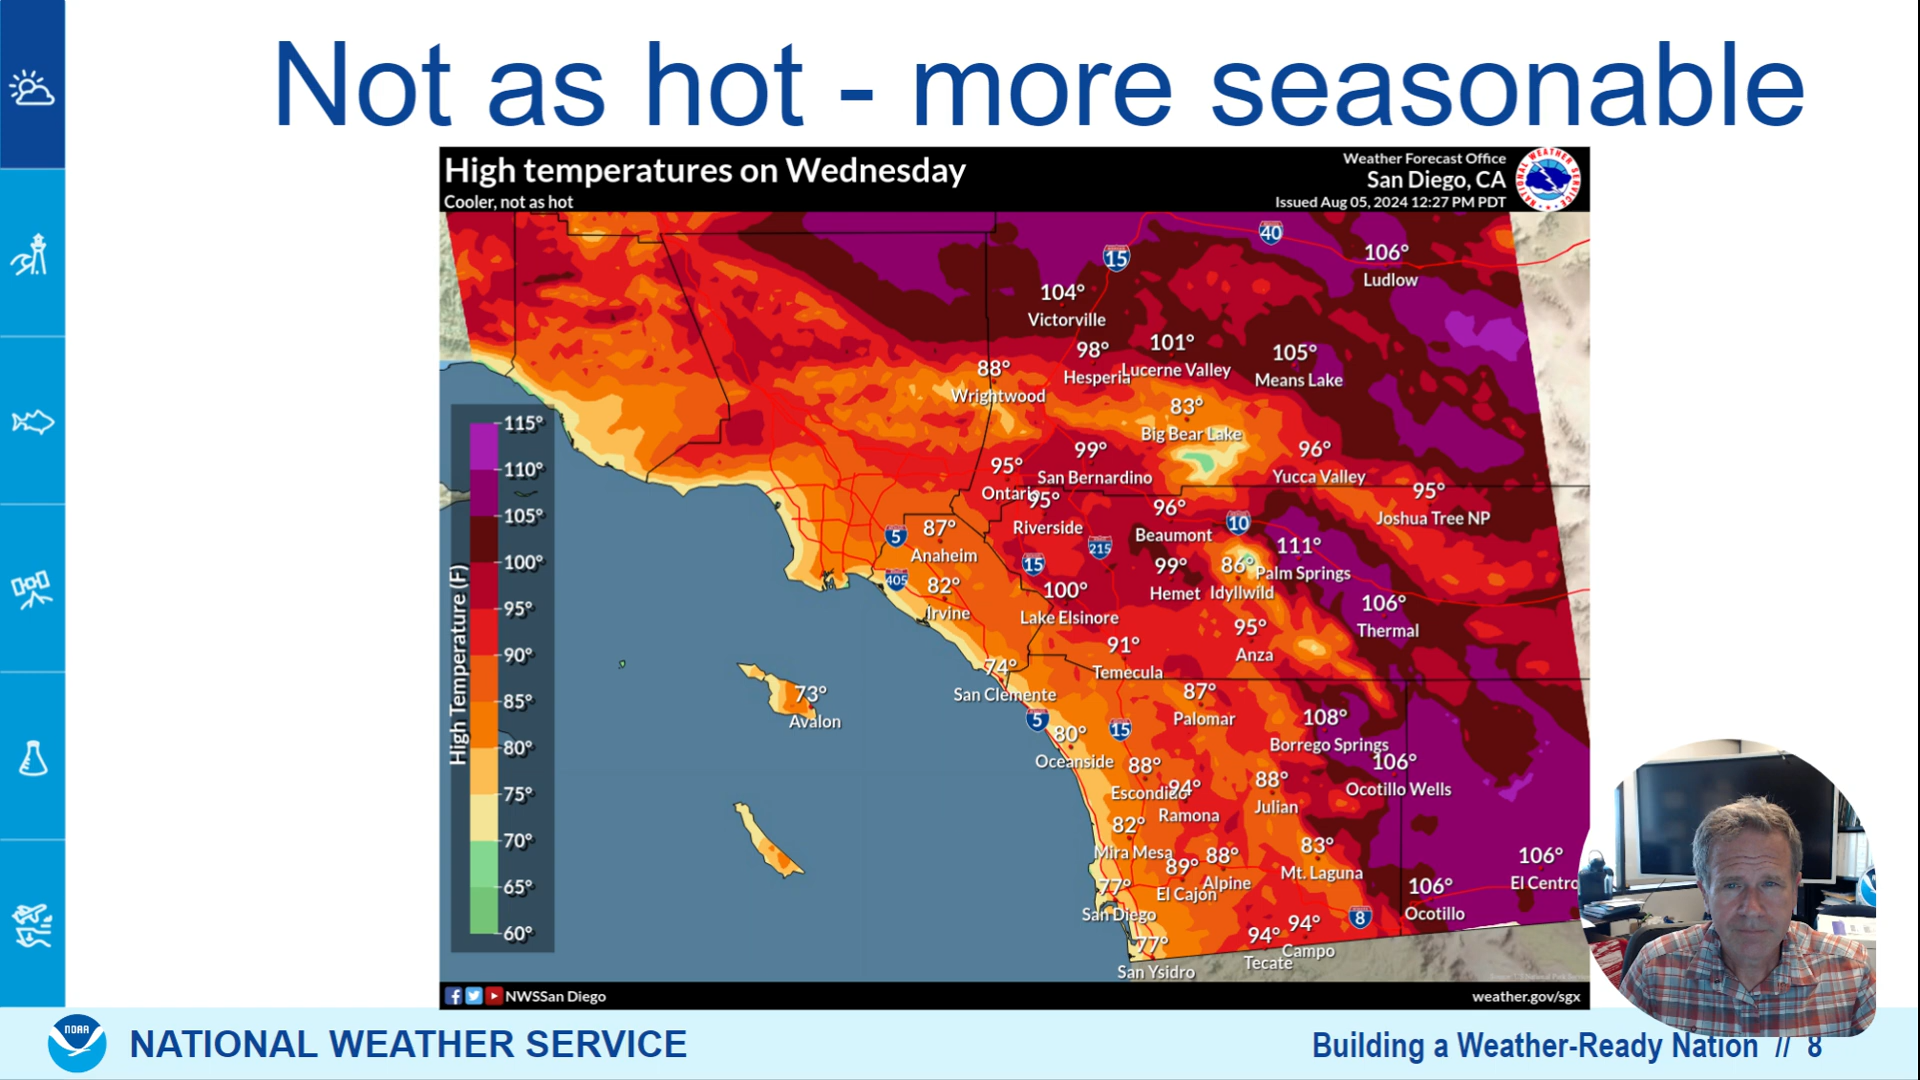 Not as hot - more seasonable
High temperatures on Wednesday
Cooler, not as hot
Weather Forecast Office
San Diego, CA
Issued Aug 05, 2024 12:27 PM PDT
40
15
106°
Ludlow
104°
Victorville
98°
Hesperia
101°
Lucerne Valley
105°
Means Lake
88°
Wrightwood
83°
Big Bear Lake
99°
San Bernardino
96°
Yucca Valley
95°
Ontario
95°
Riverside
96°
Beaumont
10
95°
Joshua Tree NP
5
87°
Anaheim
15
215
111°
Palm Springs
405
82°
Irvine
100°
Lake Elsinore
99°
Hemet
86°
Idyllwild
106°
Thermal
91°
Temecula
95°
Anza
74°
San Clemente
73°
Avalon
87°
Palomar
5
15
80°
Oceanside
108°
Borrego Springs
106°
Ocotillo Wells
88°
Escondido
94°
Ramona
88°
Julian
82°
Mira Mesa
89°
El Cajon
88°
Alpine
83°
Mt. Laguna
106°
El Centro
77°
San Diego
106°
Ocotillo
8
77°
San Ysidro
94°
Tecate
94°
Campo
High Temperature (F)
115°
110°
105°
100°
95°
90°
85°
80°
75°
70°
65°
60°
NWSSan Diego
weather.gov/sgx
NOAA
NATIONAL WEATHER SERVICE
Building a Weather-Ready Nation // 8